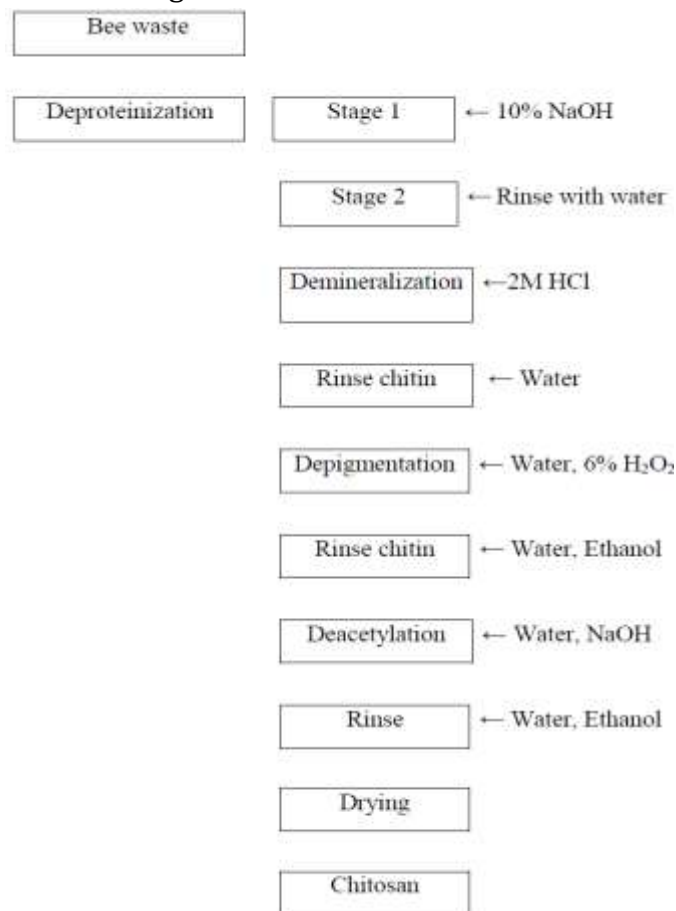 Bee waste
Deproteinization Stage 1 ← 10% NaOH
Stage 2 ← Rinse with water
Demineralization ←2M HCl
Rinse chitin ← Water
Depigmentation ← Water, 6% H₂O₂
Rinse chitin ← Water, Ethanol
Deacetylation ← Water, NaOH
Rinse ← Water, Ethanol
Drying
Chitosan